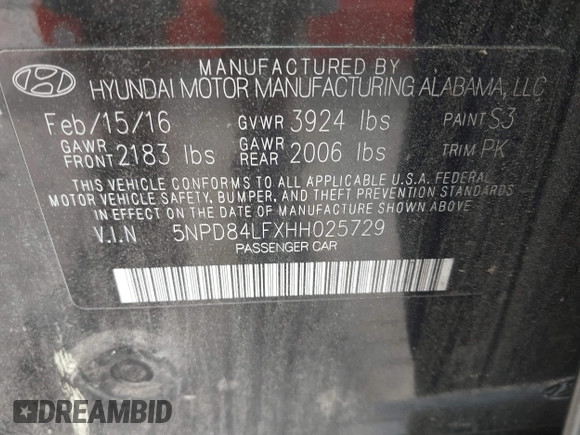 MANUFACTURED BY
HYUNDAI MOTOR MANUFACTURING ALABAMA, LLC
Feb/15/16 GVWR 3924 lbs PAINT S3
GAWR FRONT 2183 lbs GAWR REAR 2006 lbs TRIM PK
THIS VEHICLE CONFORMS TO ALL APPLICABLE U.S.A. FEDERAL
MOTOR VEHICLE SAFETY, BUMPER, AND THEFT PREVENTION STANDARDS
IN EFFECT ON THE DATE OF MANUFACTURE SHOWN ABOVE.
V.I.N 5NPD84LFXHH025729
PASSENGER CAR
DREAMBID